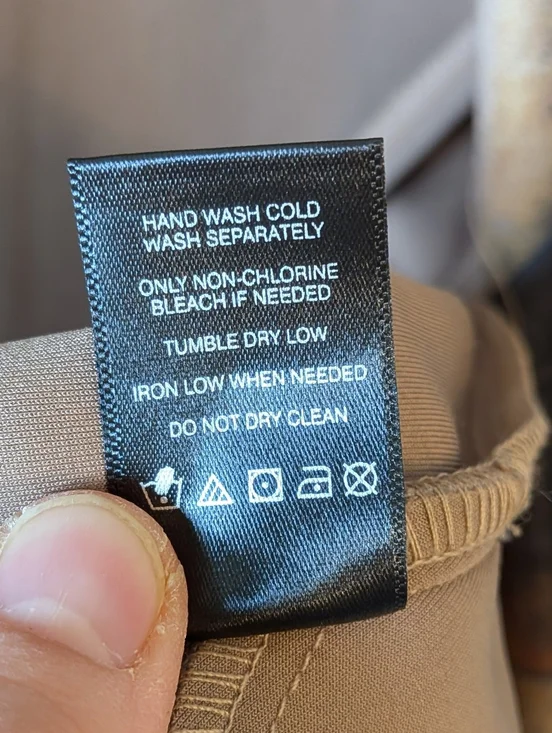 HAND WASH COLD
WASH SEPARATELY
ONLY NON-CHLORINE
BLEACH IF NEEDED
TUMBLE DRY LOW
IRON LOW WHEN NEEDED
DO NOT DRY CLEAN